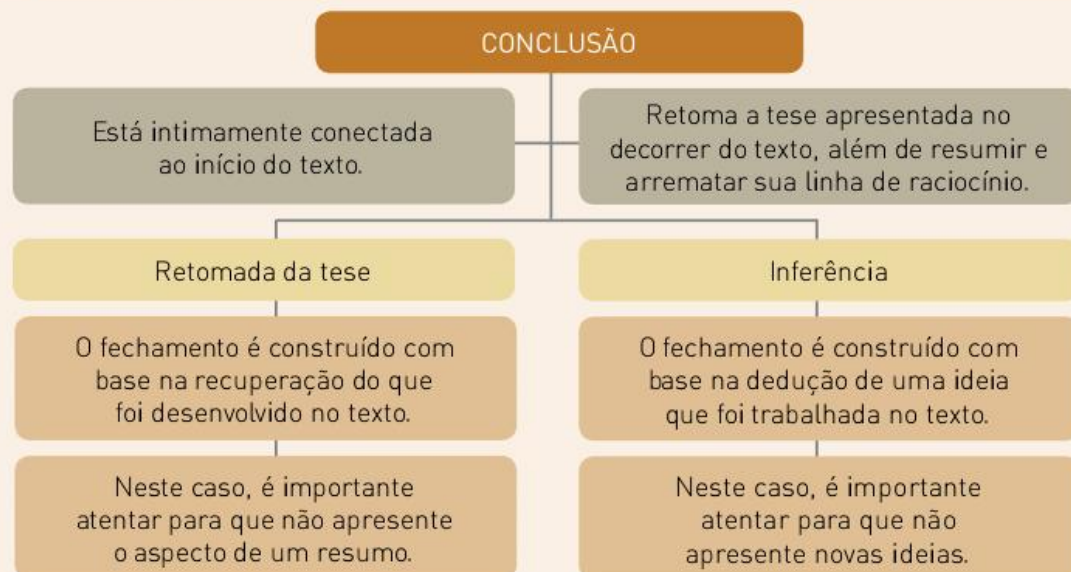 CONCLUSÃO
Está intimamente conectada
ao início do texto.
Retoma a tese apresentada no
decorrer do texto, além de resumir e
arrematar sua linha de raciocínio.
Retomada da tese
O fechamento é construído com
base na recuperação do que
foi desenvolvido no texto.
Neste caso, é importante
atentar para que não apresente
o aspecto de um resumo.
Inferência
O fechamento é construído com
base na dedução de uma ideia
que foi trabalhada no texto.
Neste caso, é importante
atentar para que não
apresente novas ideias.